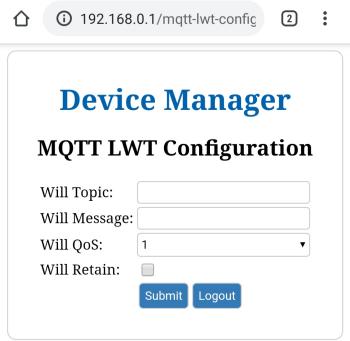 192.168.0.1/mqtt-lwt-config
2
Device Manager
MQTT LWT Configuration
Will Topic:
Will Message:
Will QoS: 1
Will Retain:
Submit Logout